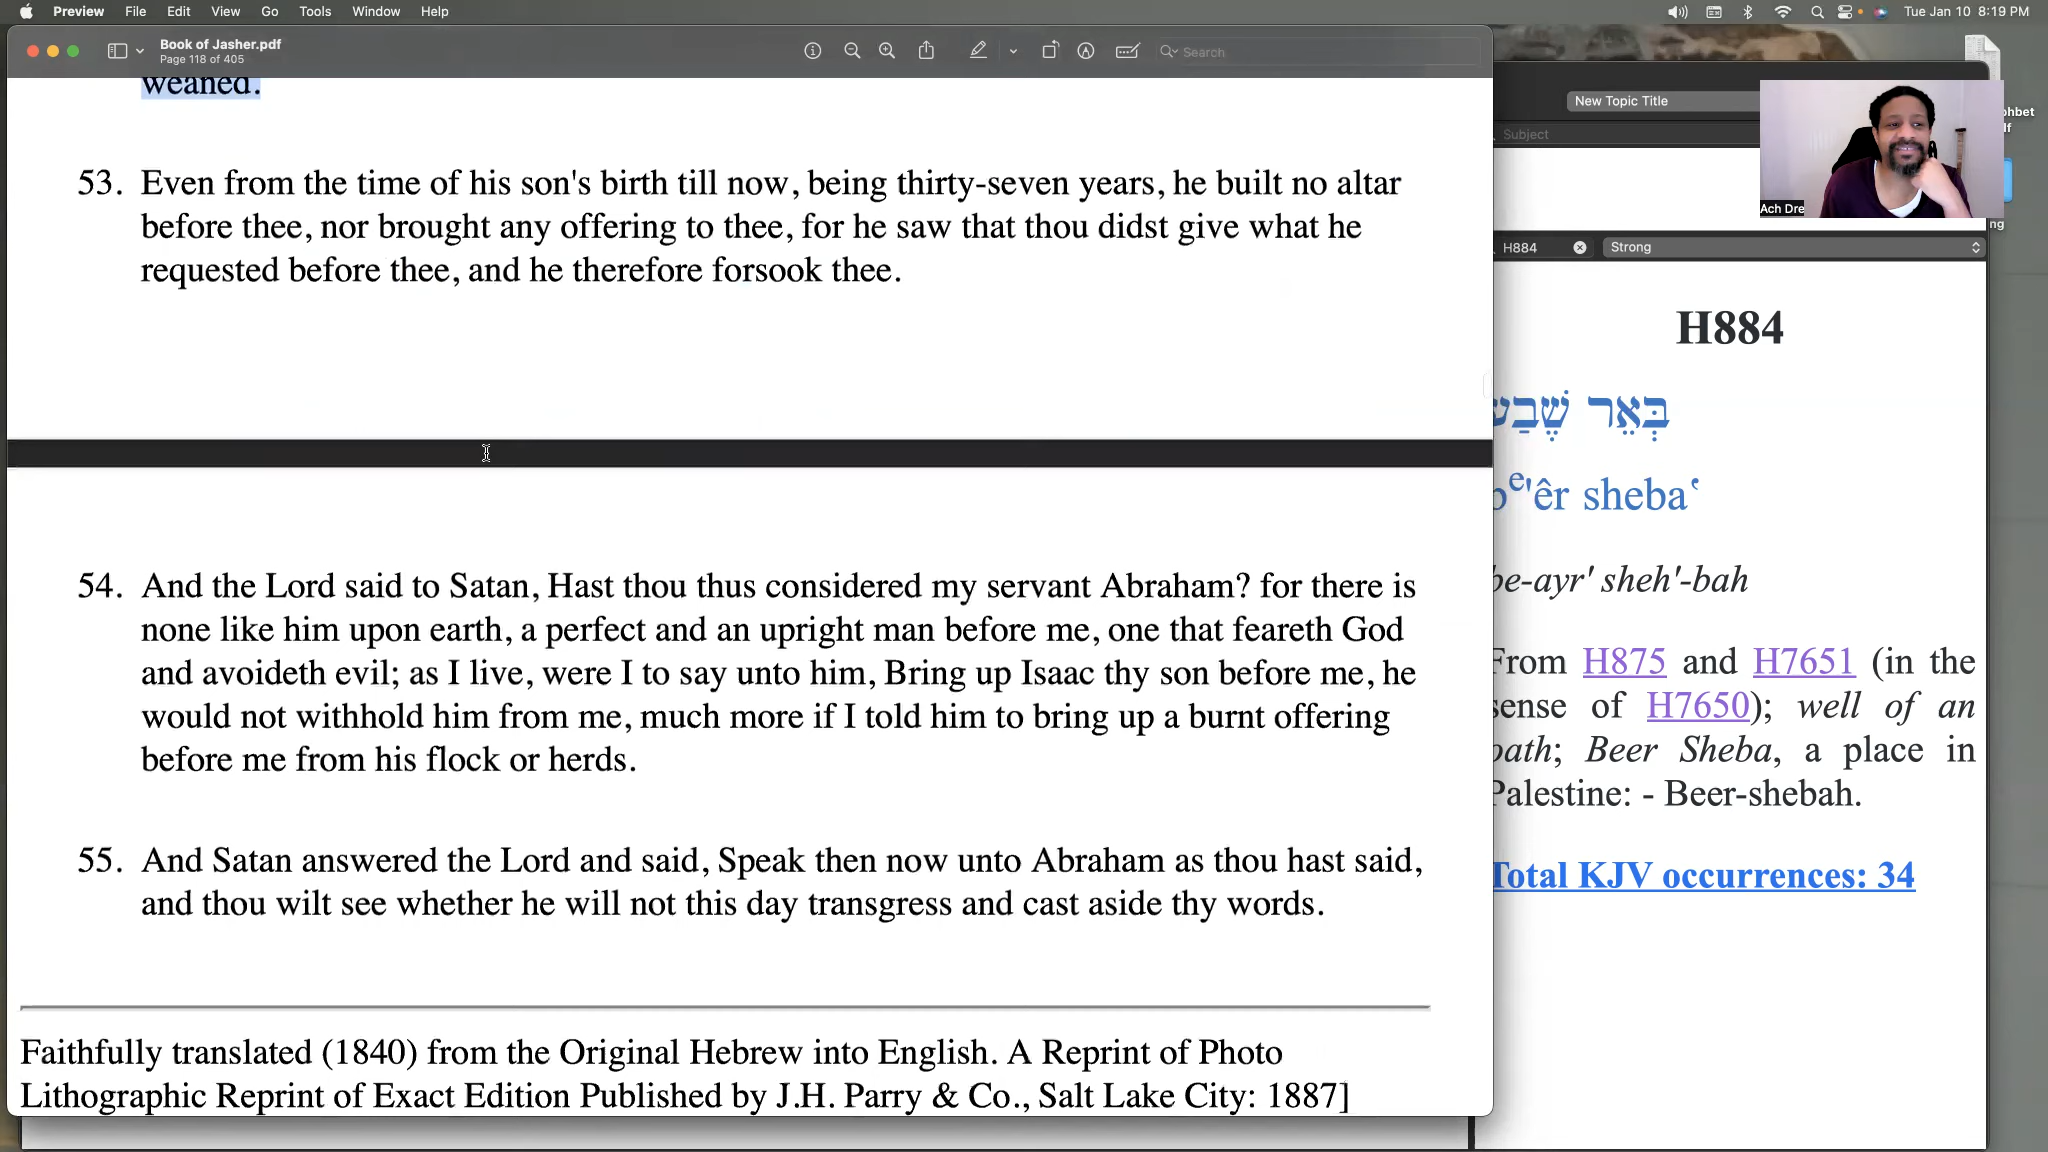 Preview File Edit View Go Tools Window Help
Tue Jan 10 8:19 PM
Book of Jasher.pdf
Page 118 of 405
Search
weaned.
53. Even from the time of his son's birth till now, being thirty-seven years, he built no altar
before thee, nor brought any offering to thee, for he saw that thou didst give what he
requested before thee, and he therefore forsook thee.
54. And the Lord said to Satan, Hast thou thus considered my servant Abraham? for there is
none like him upon earth, a perfect and an upright man before me, one that feareth God
and avoideth evil; as I live, were I to say unto him, Bring up Isaac thy son before me, he
would not withhold him from me, much more if I told him to bring up a burnt offering
before me from his flock or herds.
55. And Satan answered the Lord and said, Speak then now unto Abraham as thou hast said,
and thou wilt see whether he will not this day transgress and cast aside thy words.
Faithfully translated (1840) from the Original Hebrew into English. A Reprint of Photo
Lithographic Reprint of Exact Edition Published by J.H. Parry & Co., Salt Lake City: 1887]
New Topic Title
Subject
Ach Dre
H884
Strong
H884
בְּאֵר שֶׁבַע
be'êr shebaʿ
be-ayr' sheh'-bah
From H875 and H7651 (in the
sense of H7650); well of an
oath; Beer Sheba, a place in
Palestine: - Beer-shebah.
Total KJV occurrences: 34